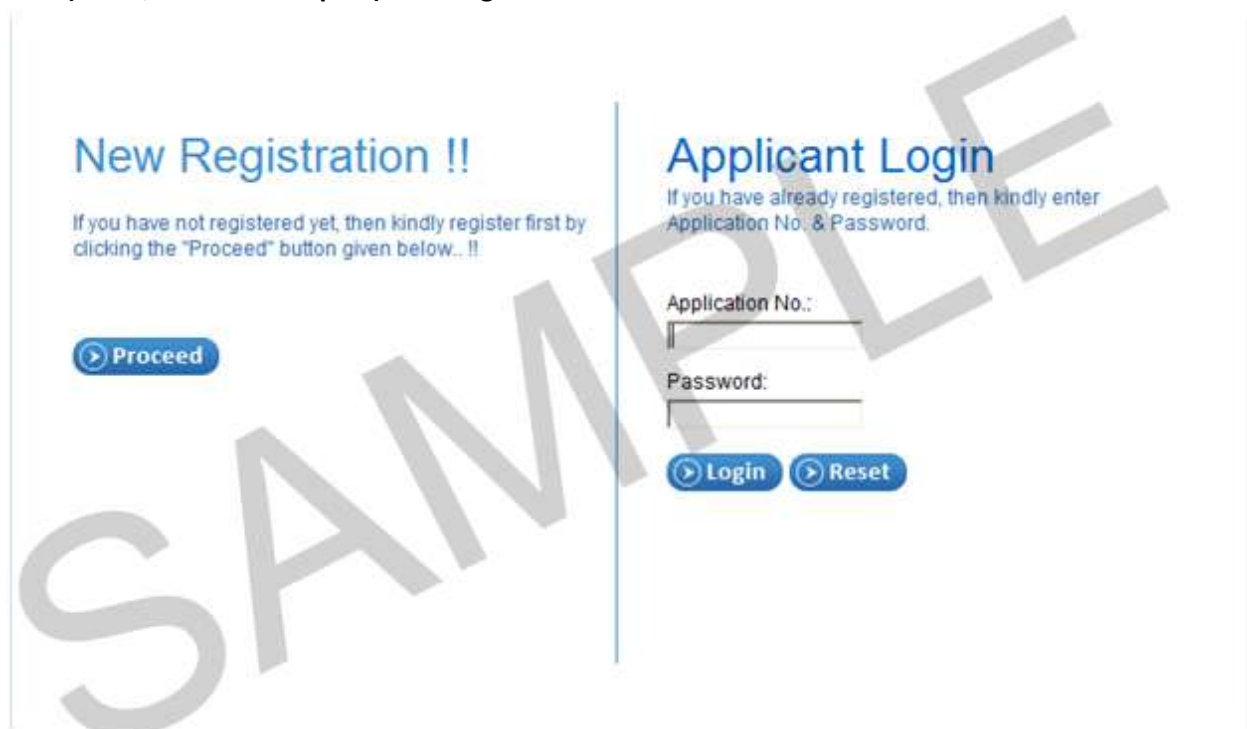 New Registration !!
If you have not registered yet, then kindly register first by
clicking the "Proceed" button given below.. !!
Proceed
Applicant Login
If you have already registered, then kindly enter
Application No. & Password.
Application No.:
Password:
Login Reset
SAMPLE